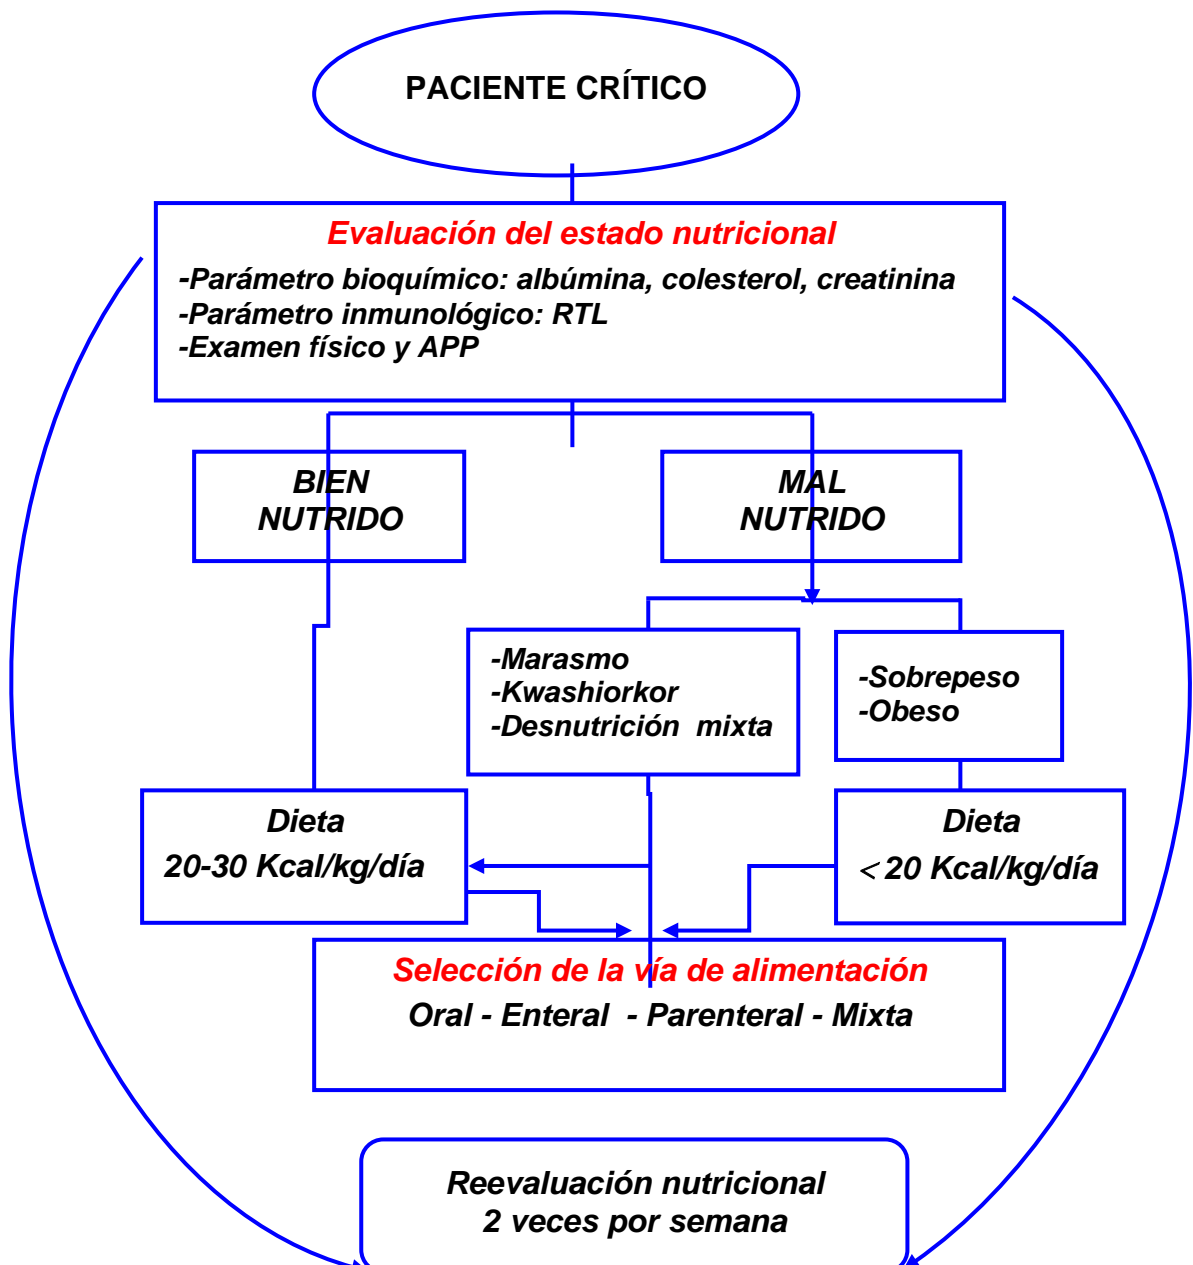 PACIENTE CRÍTICO
Evaluación del estado nutricional
-Parámetro bioquímico: albúmina, colesterol, creatinina
-Parámetro inmunológico: RTL
-Examen físico y APP
BIEN
NUTRIDO
MAL
NUTRIDO
-Marasmo
-Kwashiorkor
-Desnutrición mixta
-Sobrepeso
-Obeso
Dieta
20-30 Kcal/kg/día
Dieta
< 20 Kcal/kg/día
Selección de la vía de alimentación
Oral - Enteral - Parenteral - Mixta
Reevaluación nutricional
2 veces por semana